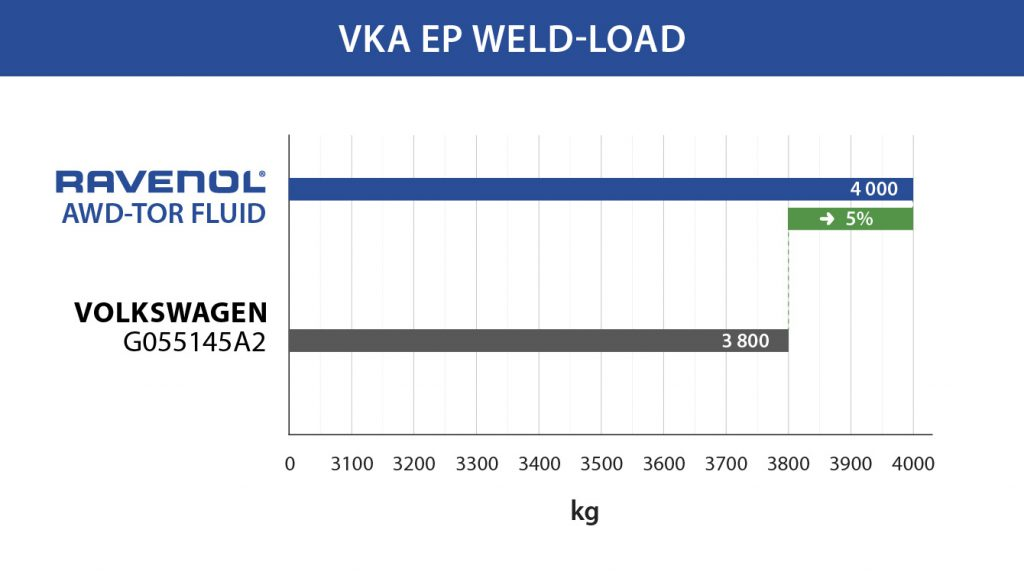 VKA EP WELD-LOAD
RAVENOL®
AWD-TOR FLUID
4 000
➔ 5%
VOLKSWAGEN
G055145A2
3 800
0 3100 3200 3300 3400 3500 3600 3700 3800 3900 4000
kg